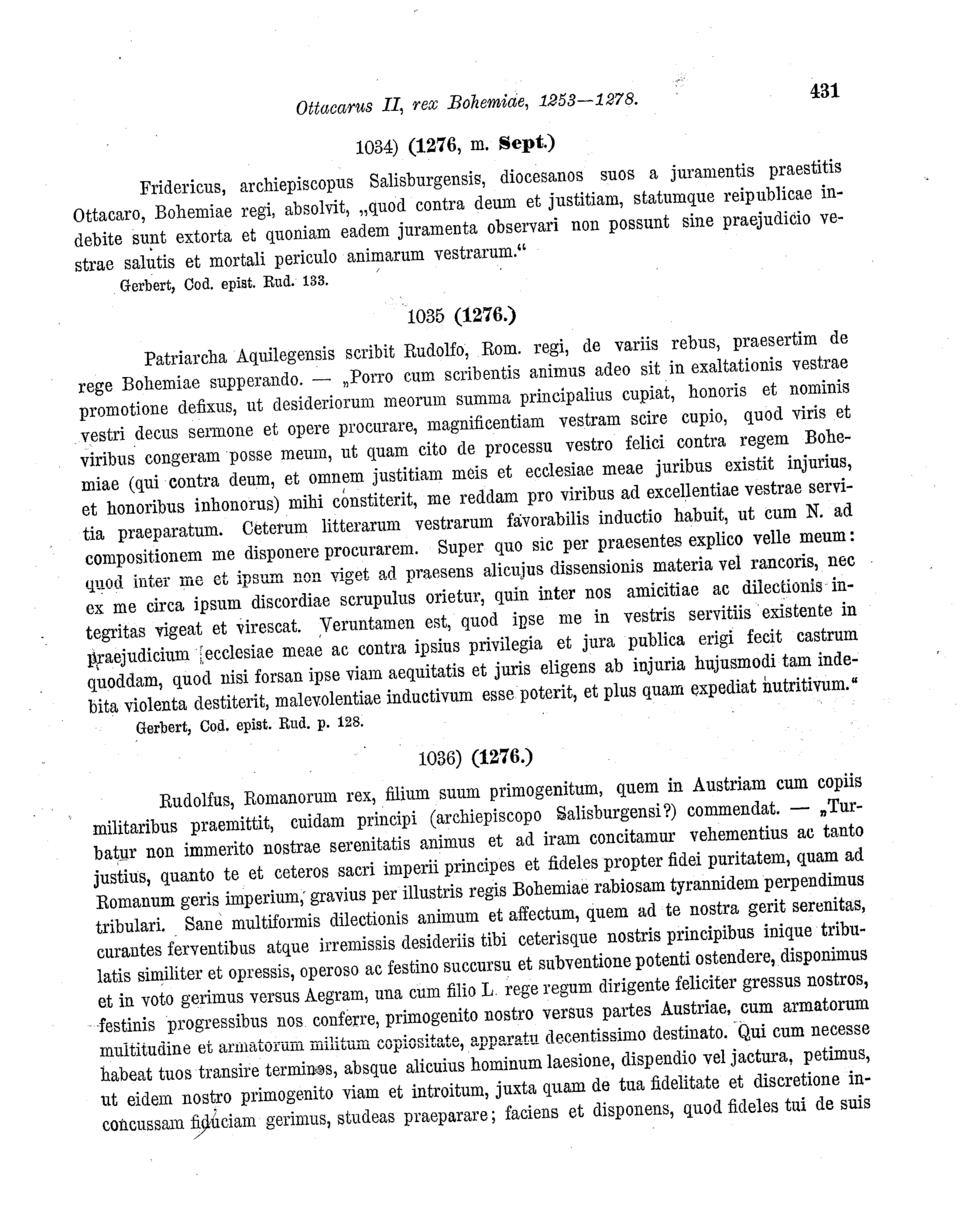 Ottacarus II, rex Bohemiae, 1253—1278.
431
1034) (1276, m. Sept.)
Fridericus, archiepiscopus Salisburgensis, diocesanos suos a juramentis praestitis
Ottacaro, Bohemiae regi, absolvit, „quod contra deum et justitiam, statumque reipublicae in-
debite sunt extorta et quoniam eadem juramenta observari non possunt sine praejudicio ve-
strae salutis et mortali periculo animarum vestrarum.“
Gerbert, Cod. epist. Rud. 133.
1035 (1276.)
Patriarcha Aquilegensis scribit Rudolfo, Rom. regi, de variis rebus, praesertim de
rege Bohemiae supperando. — „Porro cum scribentis animus adeo sit in exaltationis vestrae
promotione defixus, ut desideriorum meorum summa principalius cupiat, honoris et nominis
vestri decus sermone et opere procurare, magnificentiam vestram scire cupio, quod viris et
viribus congeram posse meum, ut quam cito de processu vestro felici contra regem Bohe-
miae (qui contra deum, et omnem justitiam meis et ecclesiae meae juribus existit injurius,
et honoribus inhonorus) mihi constiterit, me reddam pro viribus ad excellentiae vestrae servi-
tia praeparatum. Ceterum litterarum vestrarum favorabilis inductio habuit, ut cum N. ad
compositionem me disponere procurarem. Super quo sic per praesentes explico velle meum:
quod inter me et ipsum non viget ad praesens alicujus dissensionis materia vel rancoris, nec
ex me circa ipsum discordiae scrupulus orietur, quin inter nos amicitiae ac dilectionis in-
tegritas vigeat et virescat. Veruntamen est, quod ipse me in vestris servitiis existente in
praejudicium [ecclesiae meae ac contra ipsius privilegia et jura publica erigi fecit castrum
quoddam, quod nisi forsan ipse viam aequitatis et juris eligens ab injuria hujusmodi tam inde-
bita violenta destiterit, malevolentiae inductivum esse poterit, et plus quam expediat nutritivum.“
Gerbert, Cod. epist. Rud. p. 128.
1036) (1276.)
Rudolfus, Romanorum rex, filium suum primogenitum, quem in Austriam cum copiis
militaribus praemittit, cuidam principi (archiepiscopo Salisburgensi?) commendat. — „Tur-
batur non immerito nostrae serenitatis animus et ad iram concitamur vehementius ac tanto
justius, quanto te et ceteros sacri imperii principes et fideles propter fidei puritatem, quam ad
Romanum geris imperium, gravius per illustris regis Bohemiae rabiosam tyrannidem perpendimus
tribulari. Sane multiformis dilectionis animum et affectum, quem ad te nostra gerit serenitas,
curantes ferventibus atque irremissis desideriis tibi ceterisque nostris principibus inique tribu-
latis similiter et opressis, operoso ac festino succursu et subventione potenti ostendere, disponimus
et in voto gerimus versus Aegram, una cum filio L. rege regum dirigente feliciter gressus nostros,
festinis progressibus nos conferre, primogenito nostro versus partes Austriae, cum armatorum
multitudine et armatorum militum copiositate, apparatu decentissimo destinato. Qui cum necesse
habeat tuos transire terminos, absque alicuius hominum laesione, dispendio vel jactura, petimus,
ut eidem nostro primogenito viam et introitum, juxta quam de tua fidelitate et discretione in-
concussam fiduciam gerimus, studeas praeparare; faciens et disponens, quod fideles tui de suis